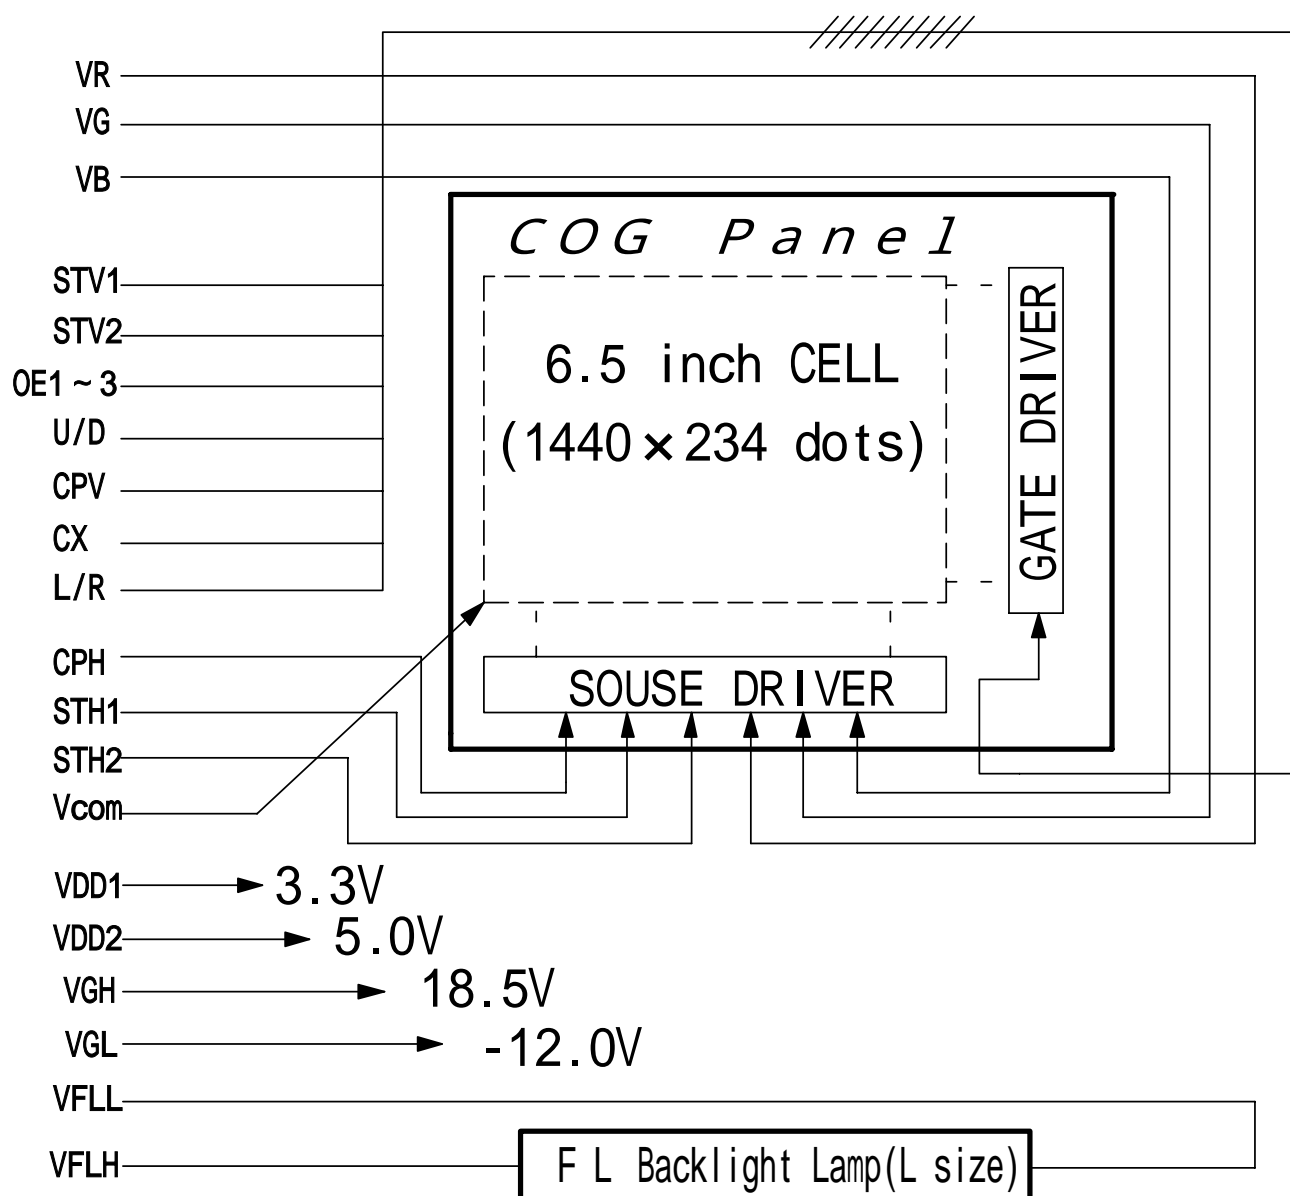 VR
VG
VB
COG Panel
STV1
STV2
OE1~3
U/D
CPV
CX
L/R
6.5 inch CELL
(1440×234 dots)
GATE DRIVER
CPH
STH1
STH2
Vcom
SOUSE DRIVER
VDD1 3.3V
VDD2 5.0V
VGH 18.5V
VGL -12.0V
VFLL
VFLH F L Backlight Lamp(L size)